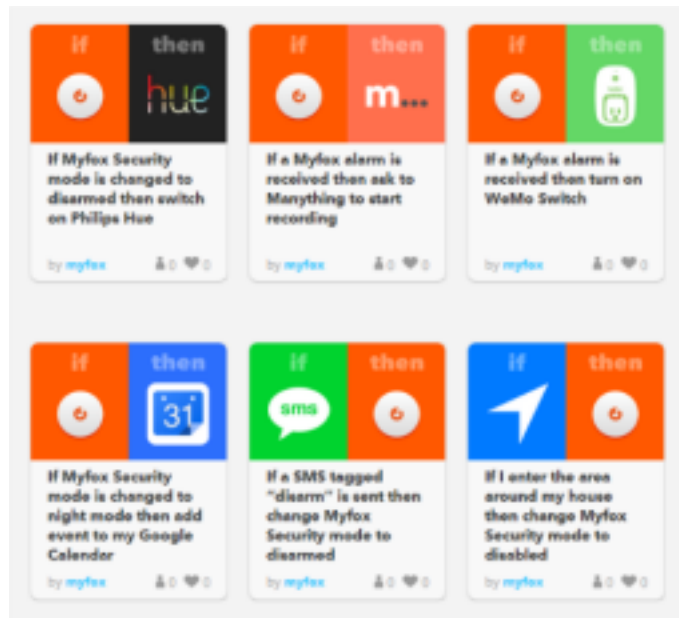 if then
hue
If Myfox Security
mode is changed to
disarmed then switch
on Philips Hue
by myfox 0 0
if then
m...
If a Myfox alarm is
received then ask to
Manything to start
recording
by myfox 0 0
if then
If a Myfox alarm is
received then turn on
WeMo Switch
by myfox 0 0
if then
31
If Myfox Security
mode is changed to
night mode then add
event to my Google
Calendar
by myfox 0 0
if then
sms
If a SMS tagged
"disarm" is sent then
change Myfox
Security mode to
disarmed
by myfox 0 0
if then
If I enter the area
around my house
then change Myfox
Security mode to
disabled
by myfox 0 0